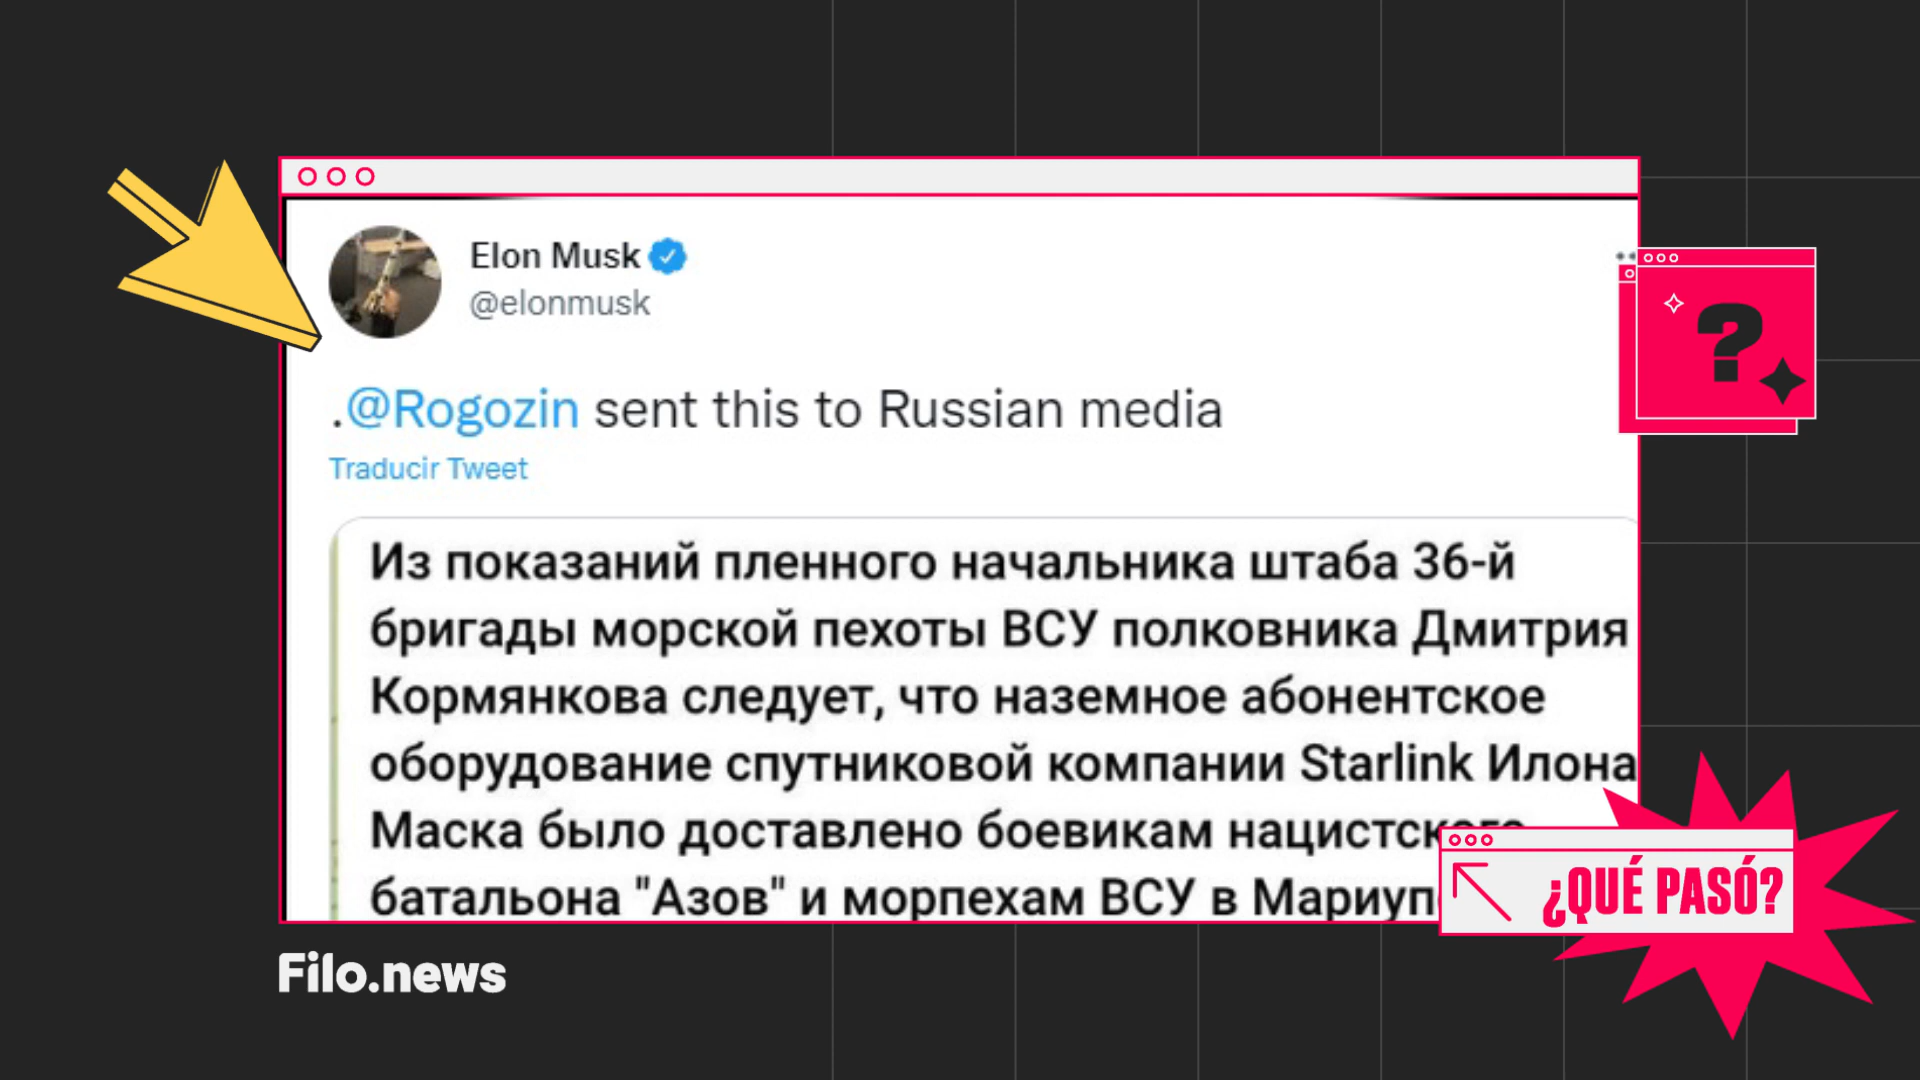 Elon Musk
@elonmusk
.@Rogozin sent this to Russian media
Traducir Tweet
Из показаний пленного начальника штаба 36-й
бригады морской пехоты ВСУ полковника Дмитрия
Кормянкова следует, что наземное абонентское
оборудование спутниковой компании Starlink Илона
Маска было доставлено боевикам нацистского
батальона "Азов" и морпехам ВСУ в
?
¿QUÉ PASÓ?
Filo.news